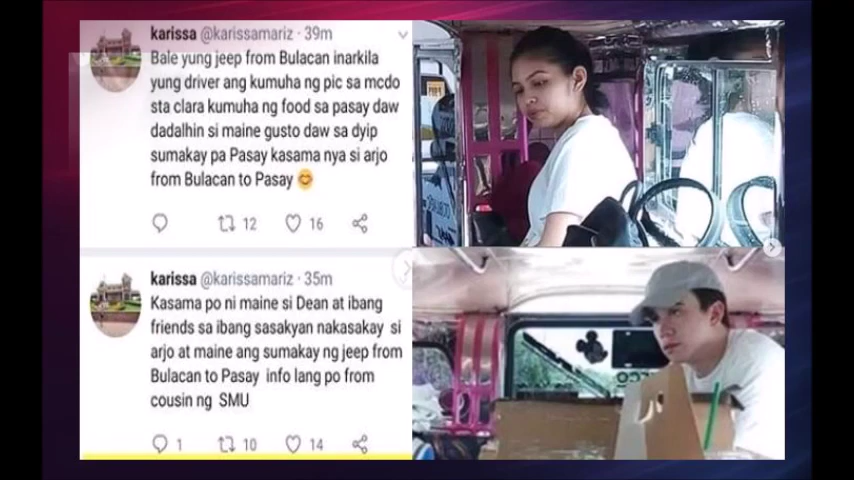 karissa @karissamariz · 39m
Bale yung jeep from Bulacan inarkila
yung driver ang kumuha ng pic sa mcdo
sta clara kumuha ng food sa pasay daw
dadalhin si maine gusto daw sa dyip
sumakay pa Pasay kasama nya si arjo
from Bulacan to Pasay 😊
12 16
karissa @karissamariz · 35m
Kasama po ni maine si Dean at ibang
friends sa ibang sasakyan nakasakay si
arjo at maine ang sumakay ng jeep from
Bulacan to Pasay info lang po from
cousin ng SMU
1 10 14